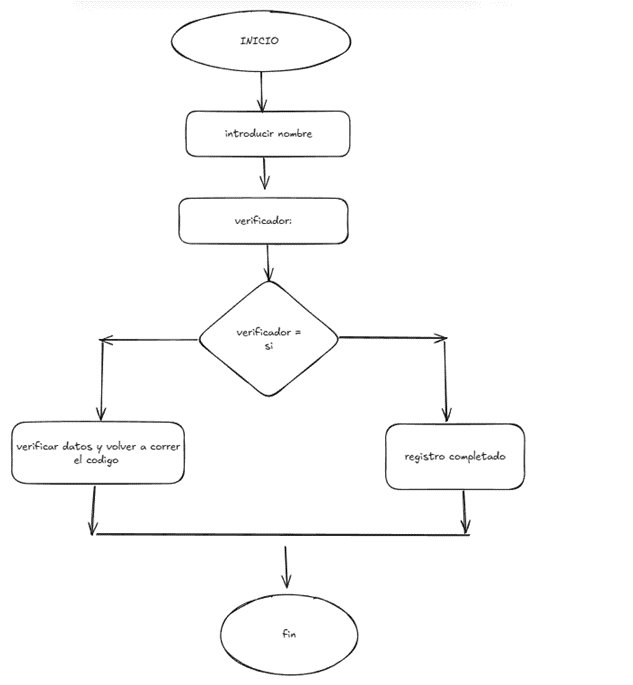 INICIO
introducir nombre
verificador:
verificador =
si
verificar datos y volver a correr
el codigo
registro completado
fin